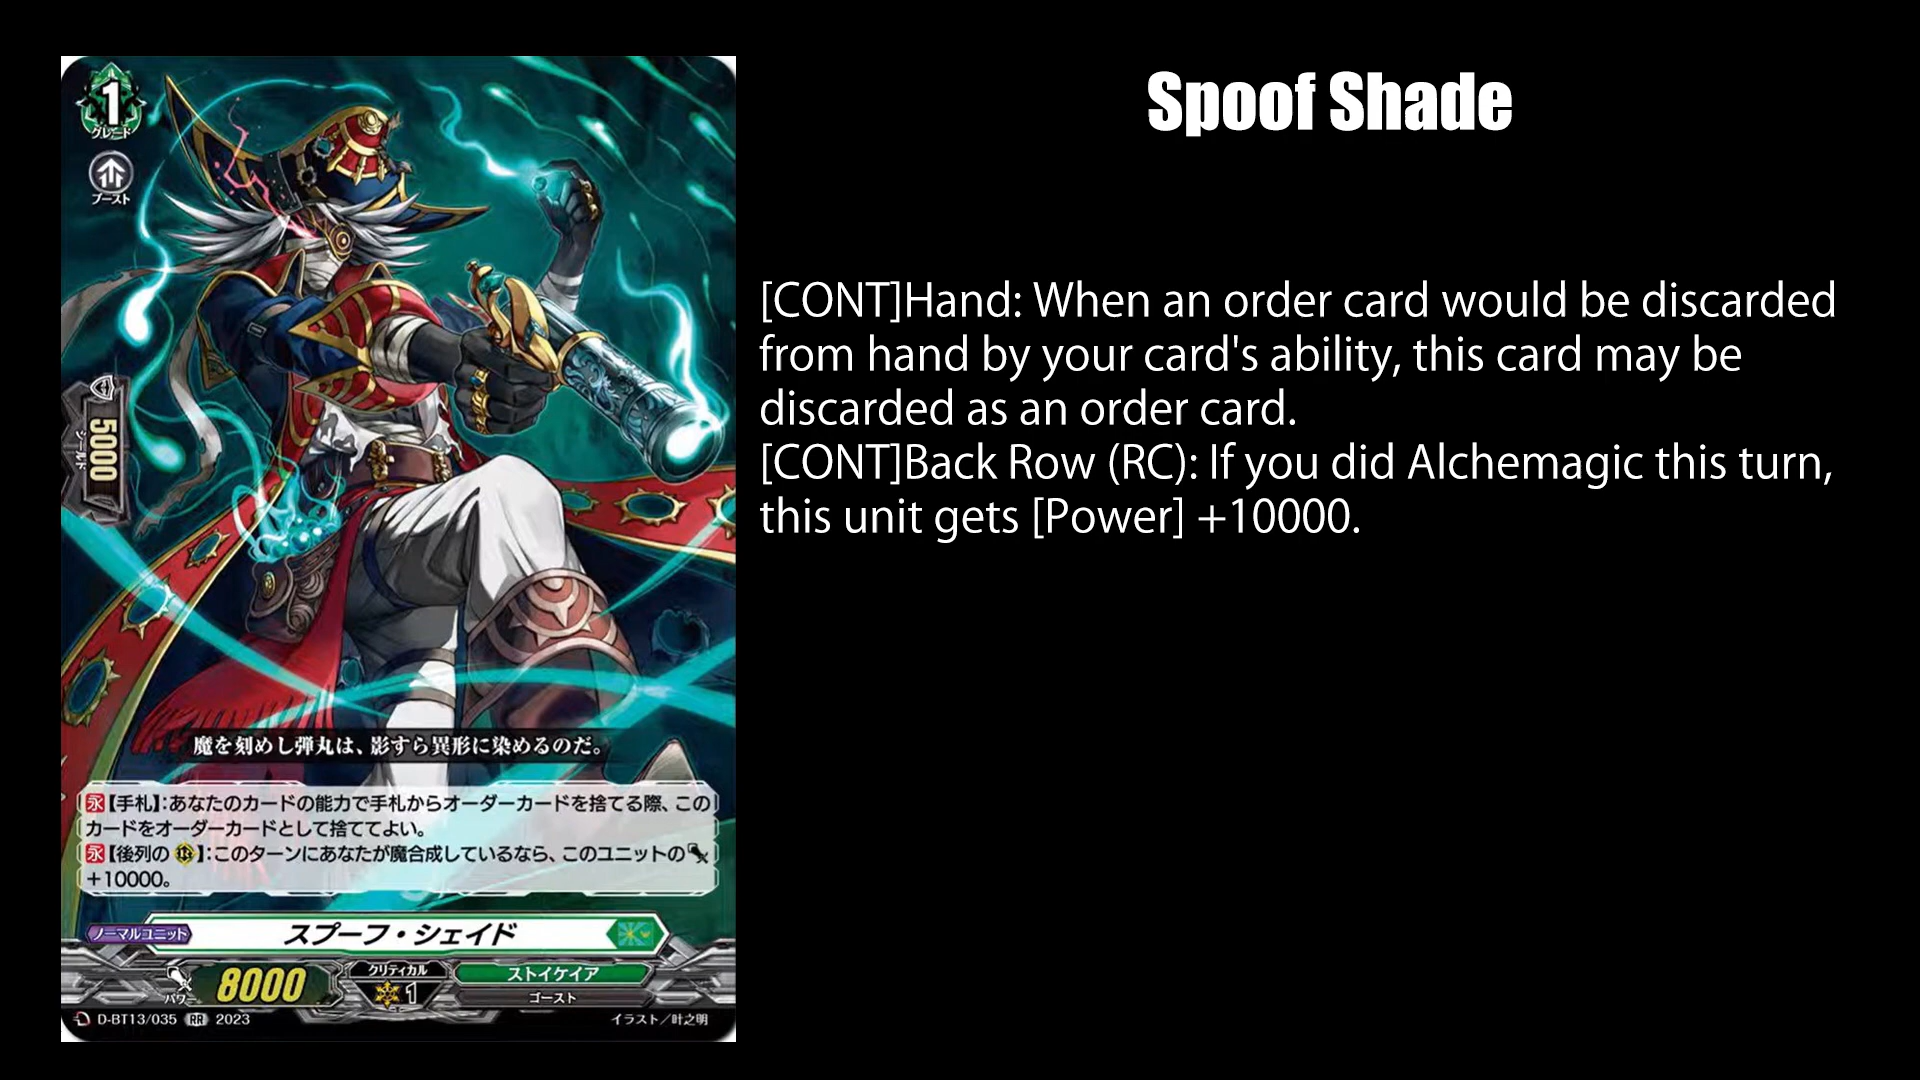 Spoof Shade
[CONT]Hand: When an order card would be discarded
from hand by your card's ability, this card may be
discarded as an order card.
[CONT]Back Row (RC): If you did Alchemagic this turn,
this unit gets [Power] +10000.
1
グレード
ブースト
5000
シールド
魔を刻めし弾丸は、影すら異形に染めるのだ。
永【手札】:あなたのカードの能力で手札からオーダーカードを捨てる際、この
カードをオーダーカードとして捨ててよい。
永【後列の R】:このターンにあなたが魔合成しているなら、このユニットの
+10000。
ノーマルユニット
スプーフ・シェイド
パワー 8000
クリティカル
1
ストイケイア
ゴースト
D-BT13/035 RR 2023
イラスト/叶之明